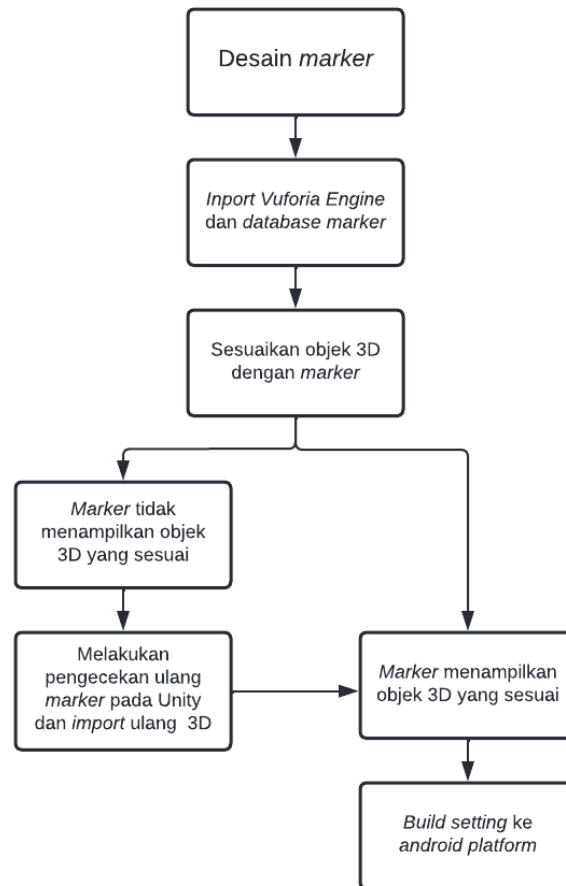 Desain marker
Inport Vuforia Engine
dan database marker
Sesuaikan objek 3D
dengan marker
Marker tidak
menampilkan objek
3D yang sesuai
Melakukan
pengecekan ulang
marker pada Unity
dan import ulang 3D
Marker menampilkan
objek 3D yang sesuai
Build setting ke
android platform